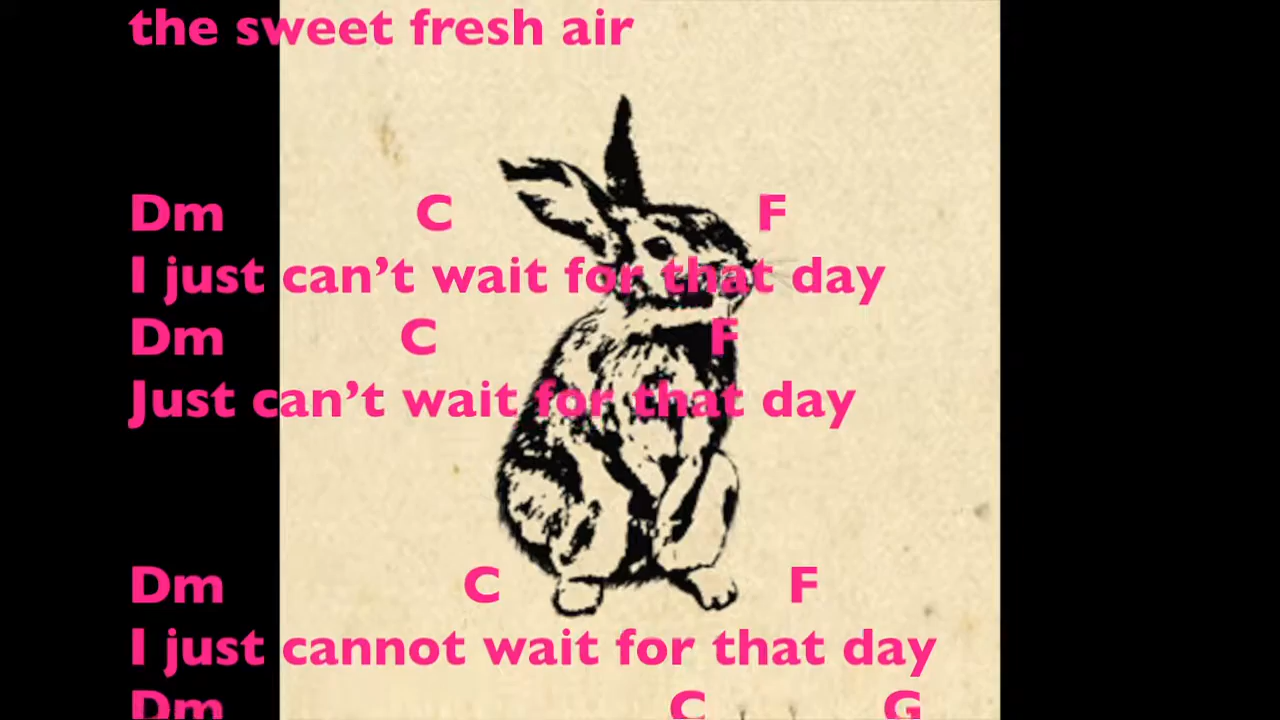 the sweet fresh air
Dm C F
I just can’t wait for that day
Dm C F
Just can’t wait for that day
Dm C F
I just cannot wait for that day
Dm C G